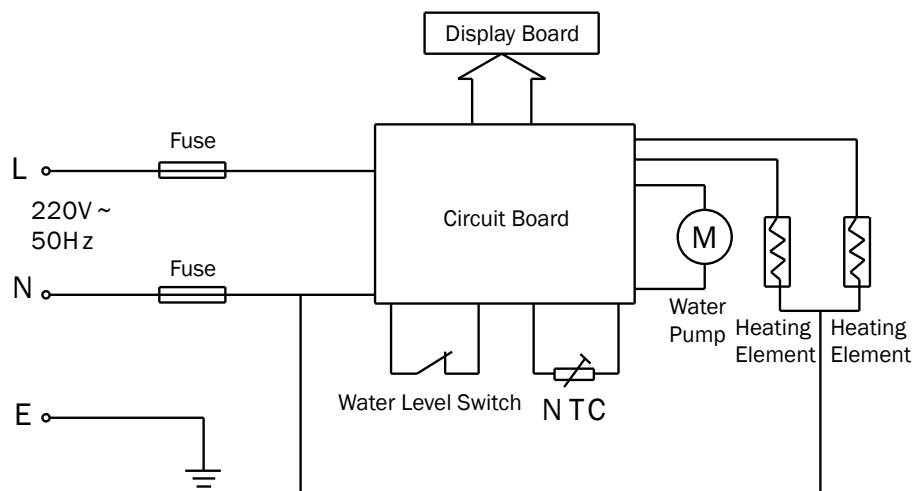 Display Board
Fuse
L
220V ~
50Hz
Circuit Board
M
Fuse
N
Water
Pump
Heating
Element
Heating
Element
Water Level Switch
NTC
E